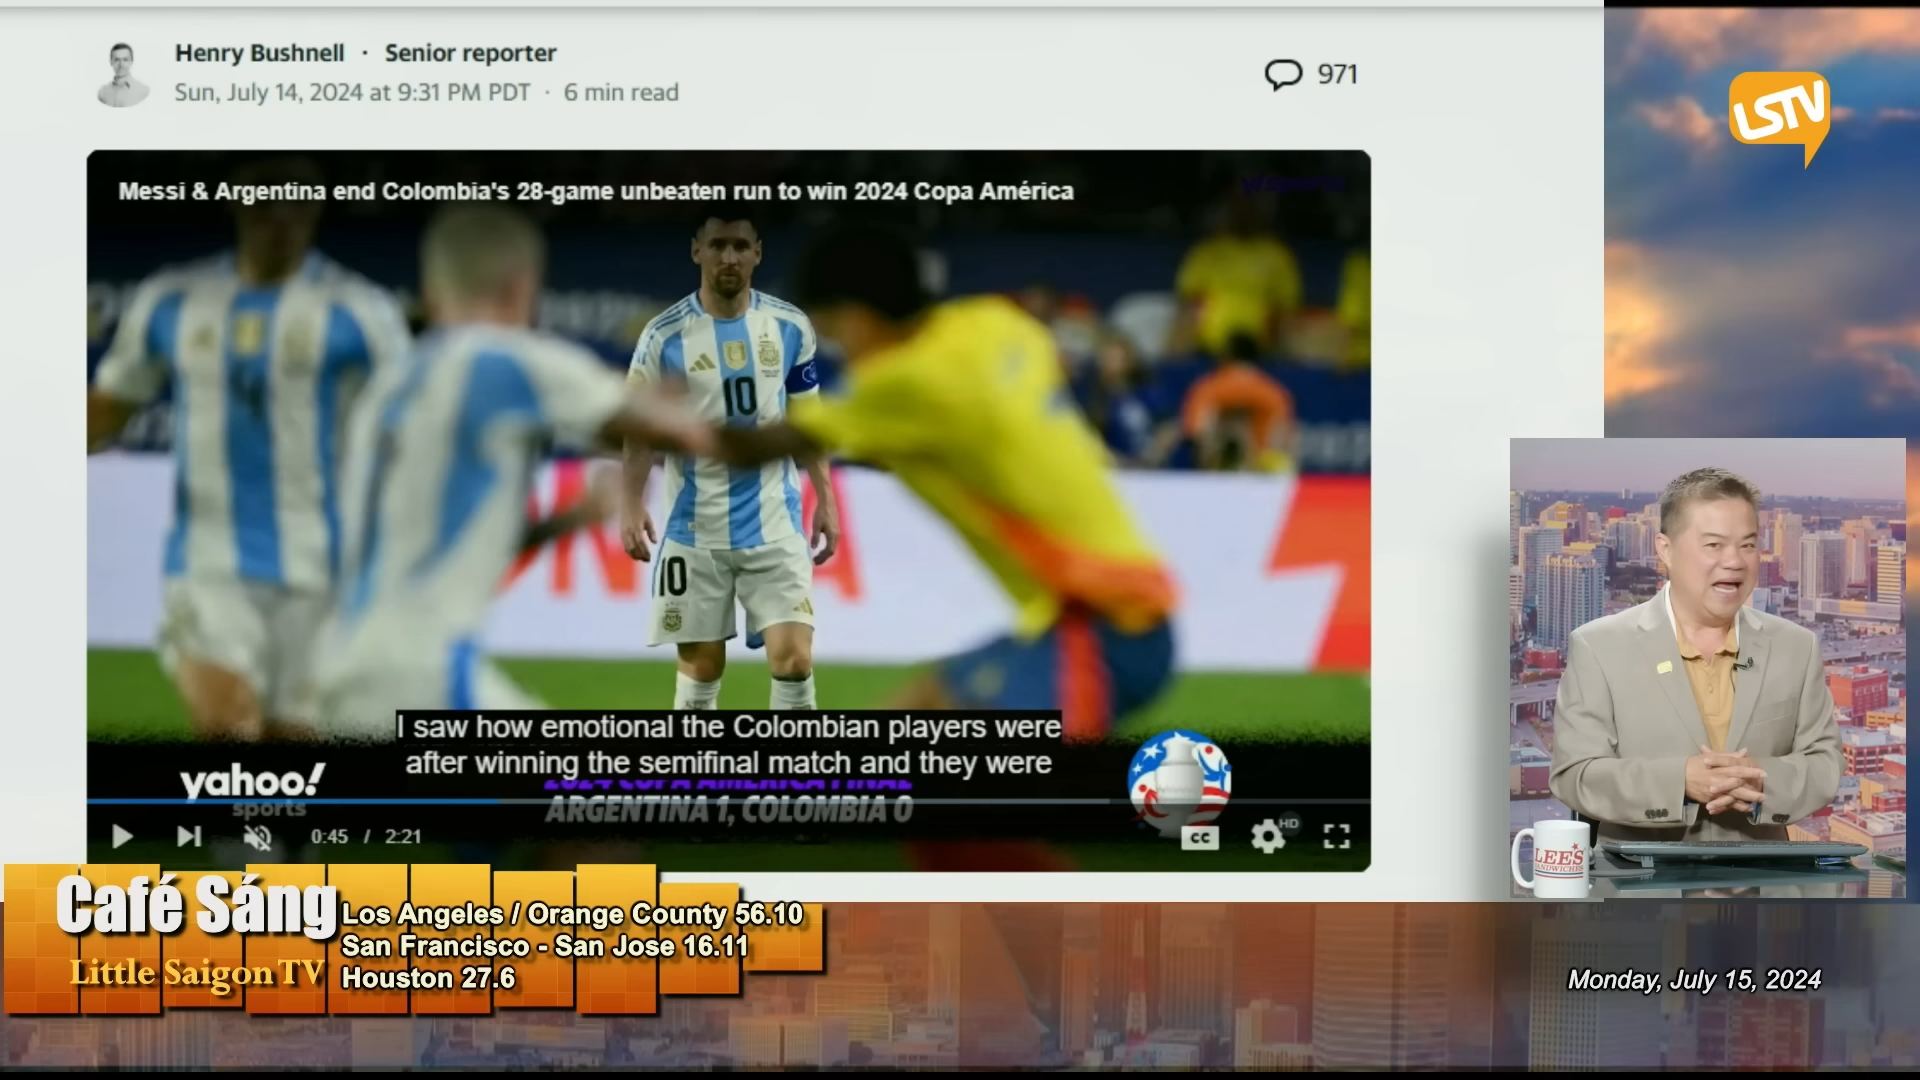 Henry Bushnell · Senior reporter
Sun, July 14, 2024 at 9:31 PM PDT · 6 min read
971
LSTV
Messi & Argentina end Colombia's 28-game unbeaten run to win 2024 Copa América
10
10
I saw how emotional the Colombian players were
after winning the semifinal match and they were
yahoo!
sports
2024 COPA AMERICA FINAL
ARGENTINA 1, COLOMBIA 0
0:45 / 2:21
CC
HD
LEE'S
SANDWICHES
Café Sáng
Little Saigon TV
Los Angeles / Orange County 56.10
San Francisco - San Jose 16.11
Houston 27.6
Monday, July 15, 2024